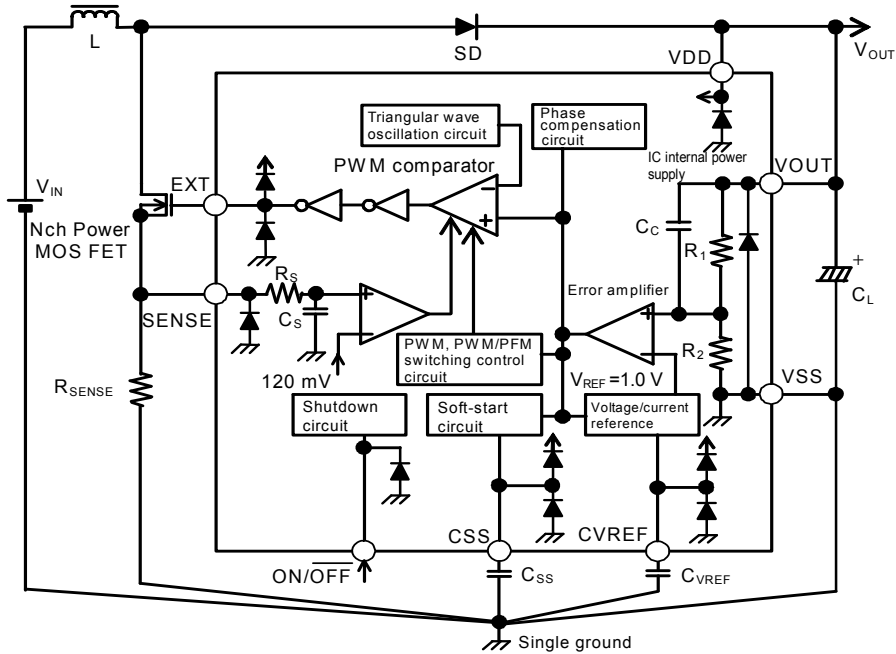 L
SD
VOUT
VDD
Triangular wave
oscillation circuit
Phase
compensation
circuit
IC internal power
supply
VOUT
PWM comparator
EXT
VIN
Nch Power
MOS FET
−
+
CC
R1
+
CL
RS
SENSE
CS
+
−
Error amplifier
+
−
R2
120 mV
PWM, PWM/PFM
switching control
circuit
VREF =1.0 V
VSS
RSENSE
Shutdown
circuit
Soft-start
circuit
Voltage/current
reference
CSS
CVREF
ON/OFF
CSS
CVREF
Single ground